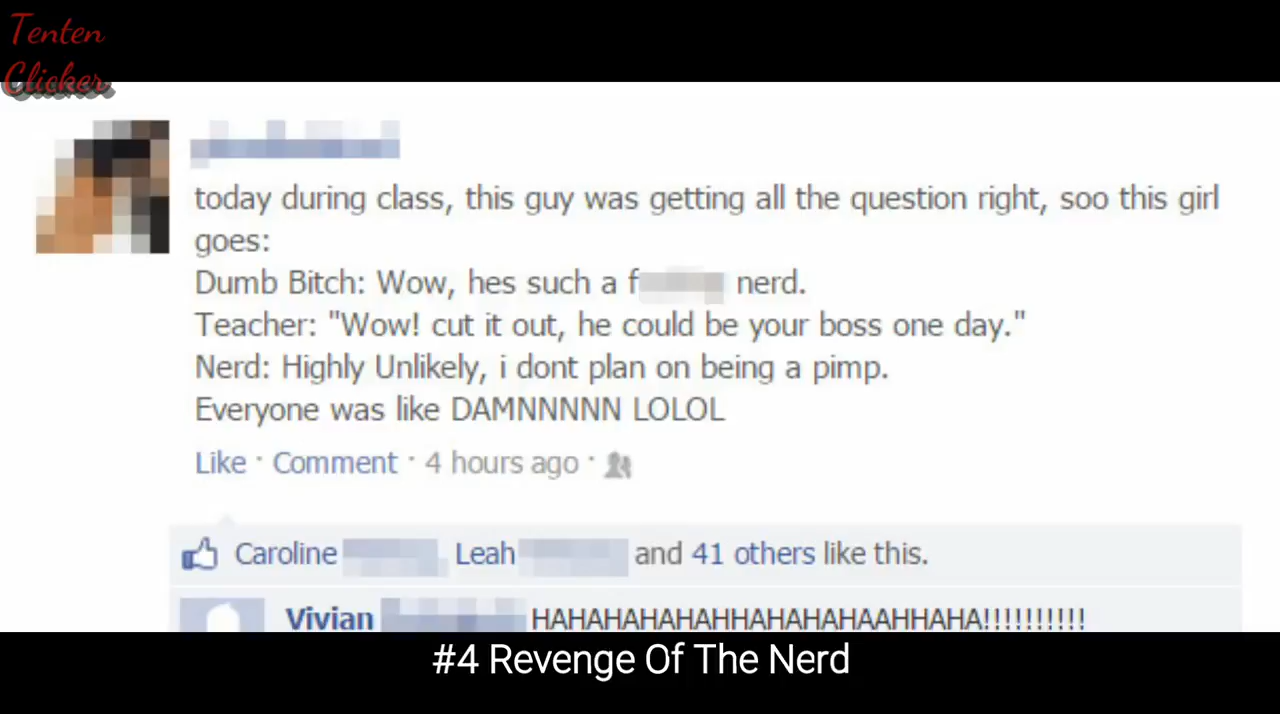 Tenten
Clicker
today during class, this guy was getting all the question right, soo this girl
goes:
Dumb Bitch: Wow, hes such a f nerd.
Teacher: "Wow! cut it out, he could be your boss one day."
Nerd: Highly Unlikely, i dont plan on being a pimp.
Everyone was like DAMNNNNN LOLOL
Like · Comment · 4 hours ago ·
Caroline Leah and 41 others like this.
Vivian HAHAHAHAHAHHAHAHAHAAHHAHA!!!!!!!!!!
#4 Revenge Of The Nerd